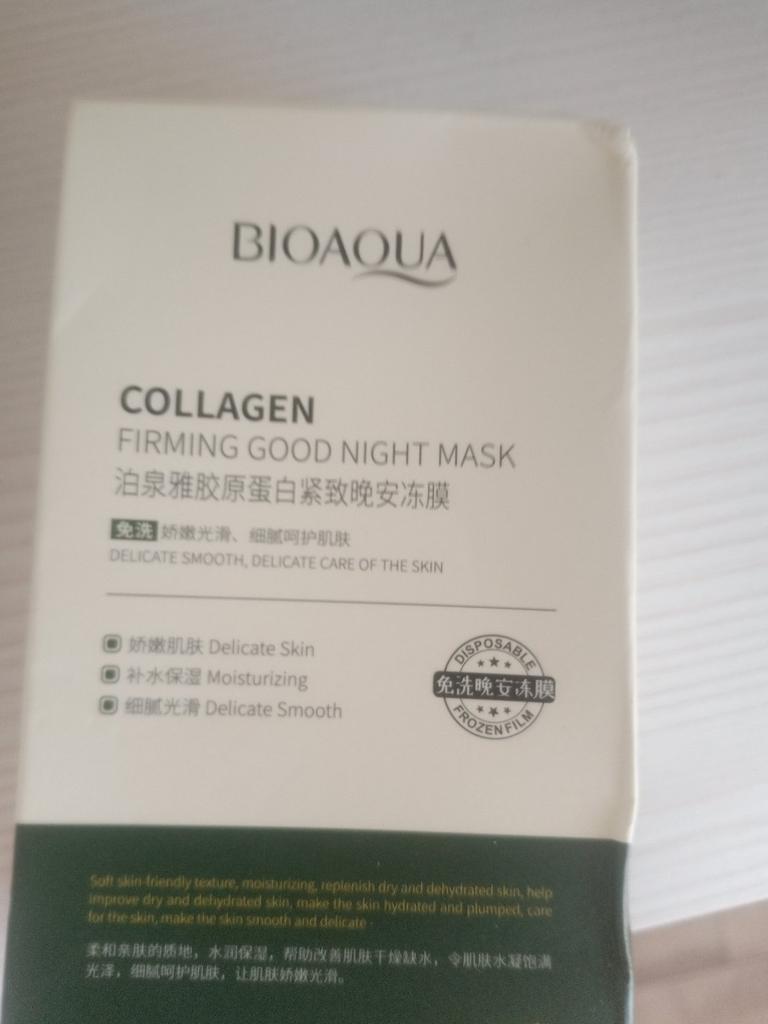 BIOAQUA
COLLAGEN
FIRMING GOOD NIGHT MASK
泊泉雅胶原蛋白紧致晚安冻膜
免洗 娇嫩光滑、细腻呵护肌肤
DELICATE SMOOTH, DELICATE CARE OF THE SKIN
娇嫩肌肤 Delicate Skin
补水保湿 Moisturizing
细腻光滑 Delicate Smooth
DISPOSABLE
免洗晚安冻膜
FROZEN FILM
Soft skin-friendly texture, moisturizing, replenish dry and dehydrated skin, help
improve dry and dehydrated skin, make the skin hydrated and plumped, care
for the skin, make the skin smooth and delicate ·
柔和亲肤的质地，水润保湿，帮助改善肌肤干燥缺水，令肌肤水凝饱满
光泽，细腻呵护肌肤，让肌肤娇嫩光滑。